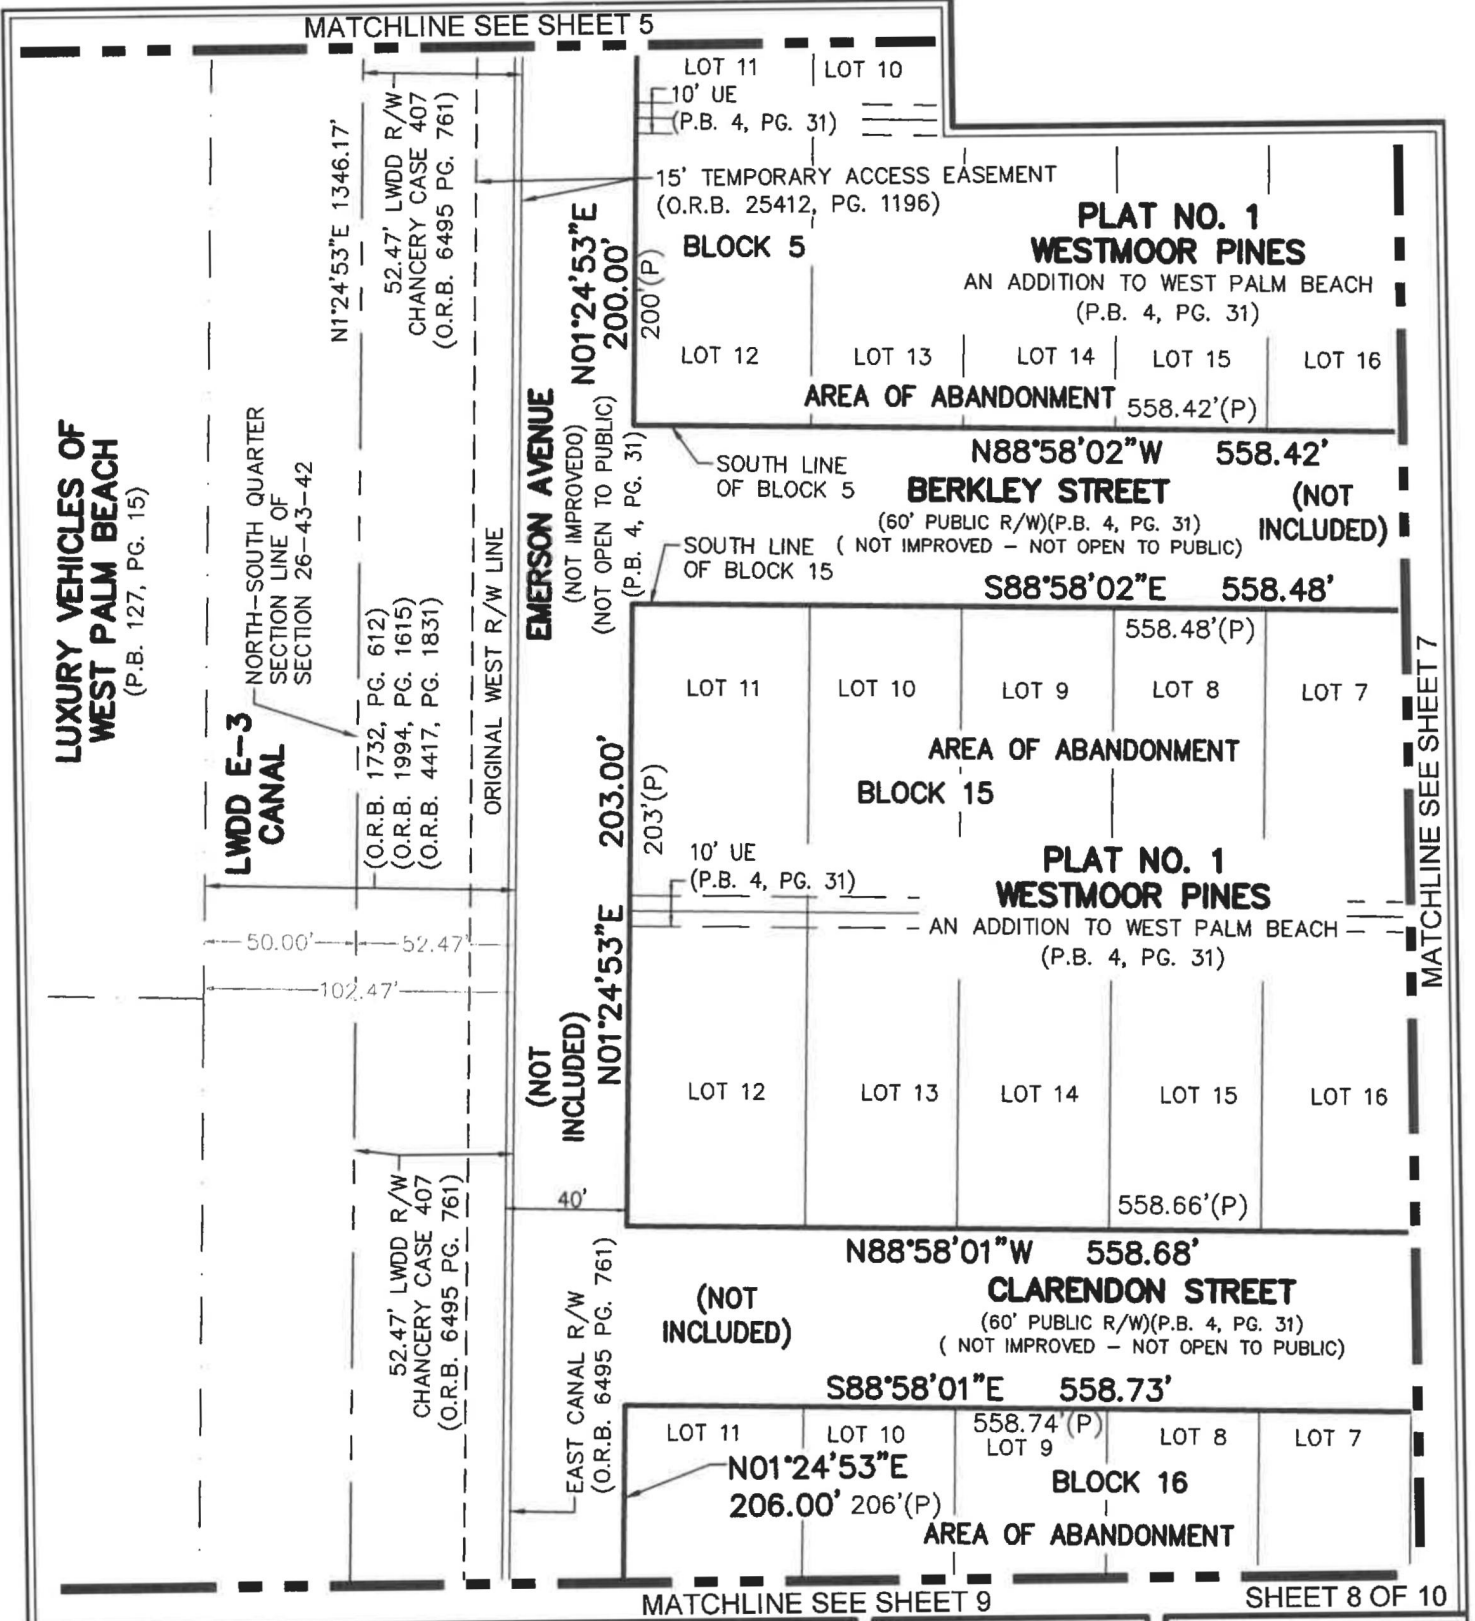 MATCHLINE SEE SHEET 5
LOT 11
LOT 10
10' UE
(P.B. 4, PG. 31)
15' TEMPORARY ACCESS EASEMENT
(O.R.B. 25412, PG. 1196)
N1°24'53"E 1346.17'
52.47' LWDD R/W
CHANCERY CASE 407
(O.R.B. 6495 PG. 761)
BLOCK 5
PLAT NO. 1
WESTMOOR PINES
AN ADDITION TO WEST PALM BEACH
(P.B. 4, PG. 31)
N01°24'53"E
200.00'
200'(P)
LOT 12
LOT 13
LOT 14
LOT 15
LOT 16
AREA OF ABANDONMENT
558.42'(P)
N88°58'02"W 558.42'
SOUTH LINE
OF BLOCK 5
BERKLEY STREET
(60' PUBLIC R/W)(P.B. 4, PG. 31)
( NOT IMPROVED – NOT OPEN TO PUBLIC)
(NOT
INCLUDED)
SOUTH LINE
OF BLOCK 15
S88°58'02"E 558.48'
558.48'(P)
LUXURY VEHICLES OF
WEST PALM BEACH
(P.B. 127, PG. 15)
NORTH–SOUTH QUARTER
SECTION LINE OF
SECTION 26–43–42
LWDD E–3
CANAL
(O.R.B. 1732, PG. 612)
(O.R.B. 1994, PG. 1615)
(O.R.B. 4417, PG. 1831)
ORIGINAL WEST R/W LINE
EMERSON AVENUE
(NOT IMPROVEDO)
(NOT OPEN TO PUBLIC)
(P.B. 4, PG. 31)
LOT 11
LOT 10
LOT 9
LOT 8
LOT 7
AREA OF ABANDONMENT
BLOCK 15
N01°24'53"E 203.00'
203'(P)
10' UE
(P.B. 4, PG. 31)
PLAT NO. 1
WESTMOOR PINES
AN ADDITION TO WEST PALM BEACH
(P.B. 4, PG. 31)
MATCHLINE SEE SHEET 7
50.00'
52.47'
102.47'
(NOT
INCLUDED)
LOT 12
LOT 13
LOT 14
LOT 15
LOT 16
52.47' LWDD R/W
CHANCERY CASE 407
(O.R.B. 6495 PG. 761)
40'
558.66'(P)
N88°58'01"W 558.68'
EAST CANAL R/W
(O.R.B. 6495 PG. 761)
(NOT
INCLUDED)
CLARENDON STREET
(60' PUBLIC R/W)(P.B. 4, PG. 31)
( NOT IMPROVED – NOT OPEN TO PUBLIC)
S88°58'01"E 558.73'
LOT 11
LOT 10
558.74'(P)
LOT 9
LOT 8
LOT 7
N01°24'53"E
206.00' 206'(P)
BLOCK 16
AREA OF ABANDONMENT
MATCHLINE SEE SHEET 9
SHEET 8 OF 10